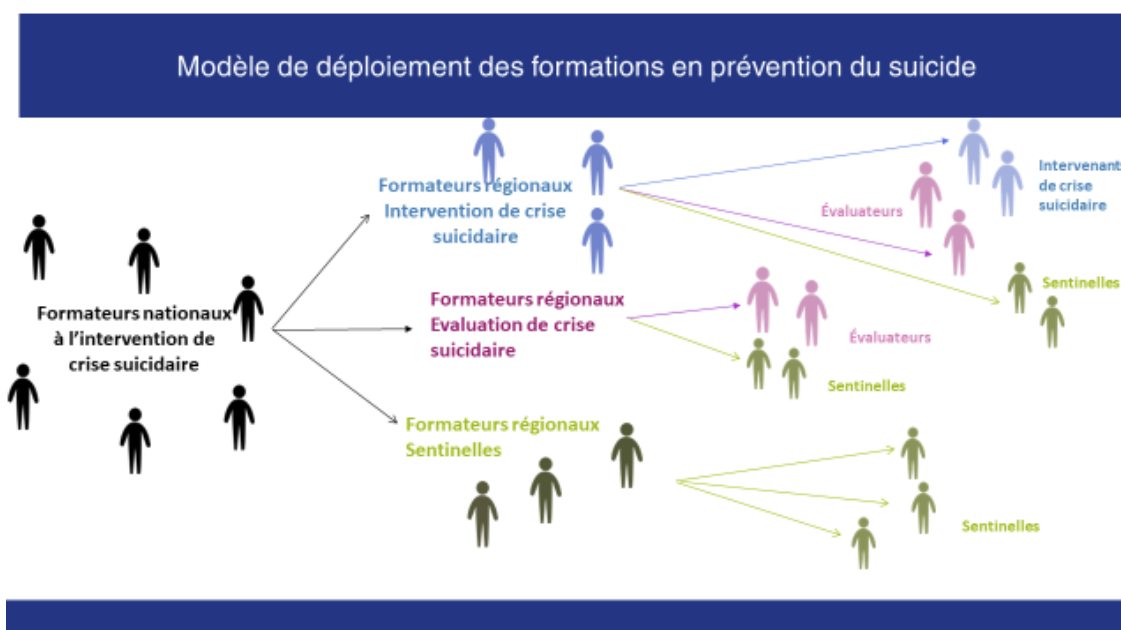 Modèle de déploiement des formations en prévention du suicide
Formateurs nationaux
à l'intervention de
crise suicidaire
Formateurs régionaux
Intervention de crise
suicidaire
Formateurs régionaux
Evaluation de crise
suicidaire
Formateurs régionaux
Sentinelles
Évaluateurs
Intervenant
de crise
suicidaire
Sentinelles
Évaluateurs
Sentinelles
Sentinelles